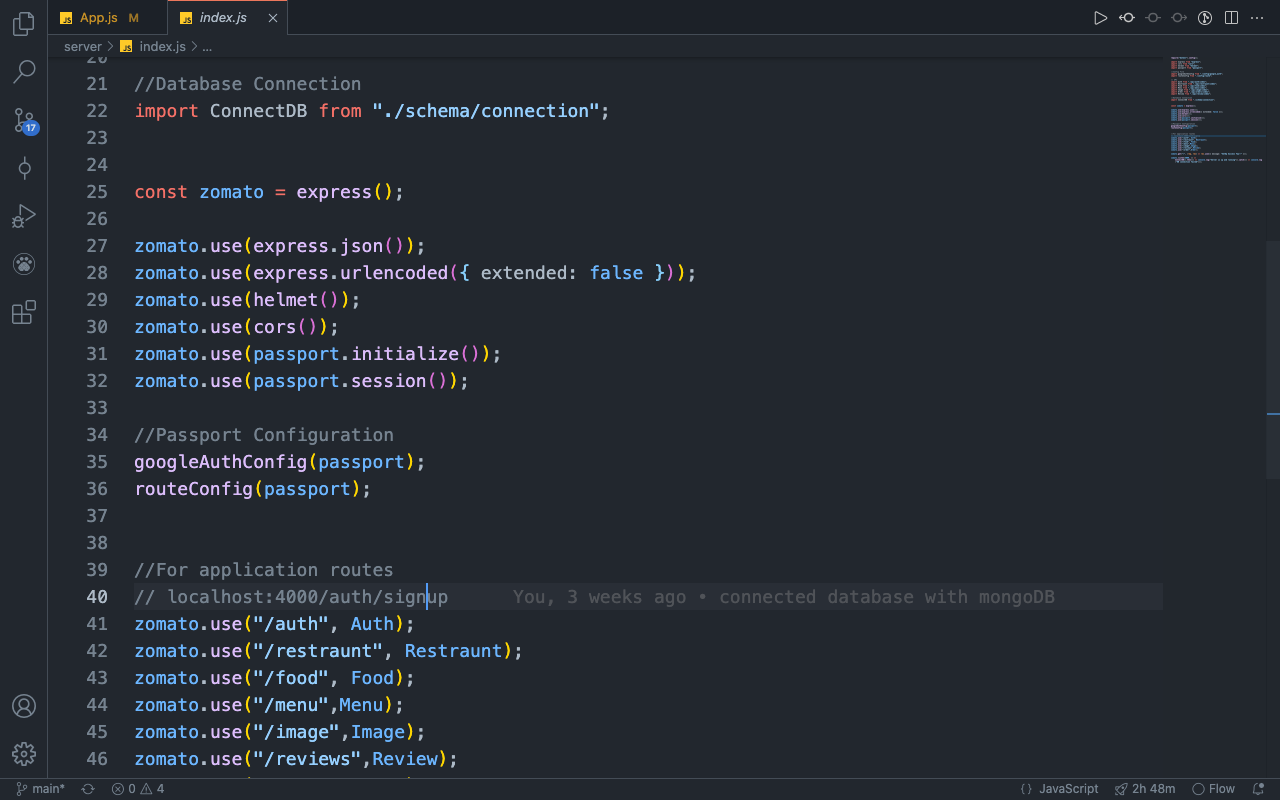 App.js M
index.js
server > index.js > ...
20
21 //Database Connection
22 import ConnectDB from "./schema/connection";
23
24
25 const zomato = express();
26
27 zomato.use(express.json());
28 zomato.use(express.urlencoded({ extended: false }));
29 zomato.use(helmet());
30 zomato.use(cors());
31 zomato.use(passport.initialize());
32 zomato.use(passport.session());
33
34 //Passport Configuration
35 googleAuthConfig(passport);
36 routeConfig(passport);
37
38
39 //For application routes
40 // localhost:4000/auth/signup You, 3 weeks ago • connected database with mongoDB
41 zomato.use("/auth", Auth);
42 zomato.use("/restraunt", Restraunt);
43 zomato.use("/food", Food);
44 zomato.use("/menu",Menu);
45 zomato.use("/image",Image);
46 zomato.use("/reviews",Review);
17
main* 0 4 {} JavaScript 2h 48m Flow